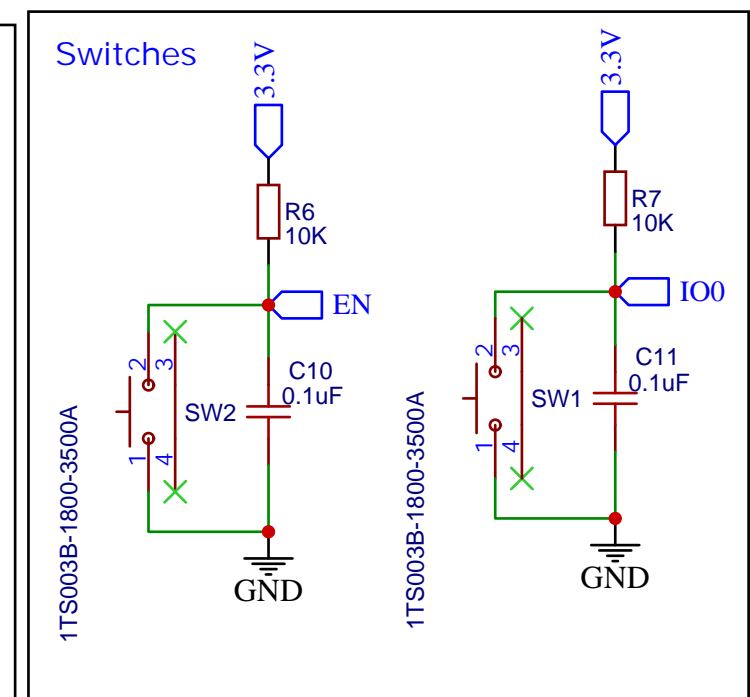 Switches
3.3V
R6
10K
EN
2
3
C10
0.1uF
SW2
1
4
1TS003B-1800-3500A
GND
3.3V
R7
10K
IO0
2
3
C11
0.1uF
SW1
1
4
1TS003B-1800-3500A
GND